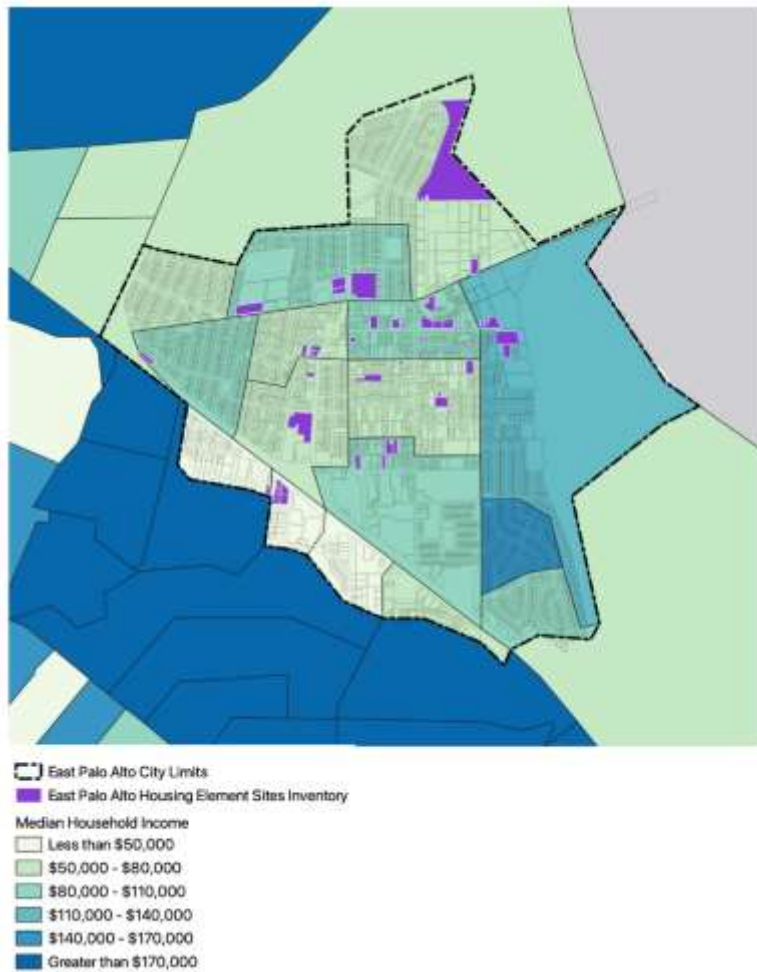 East Palo Alto City Limits
East Palo Alto Housing Element Sites Inventory
Median Household Income
Less than $50,000
$50,000 - $80,000
$80,000 - $110,000
$110,000 - $140,000
$140,000 - $170,000
Greater than $170,000